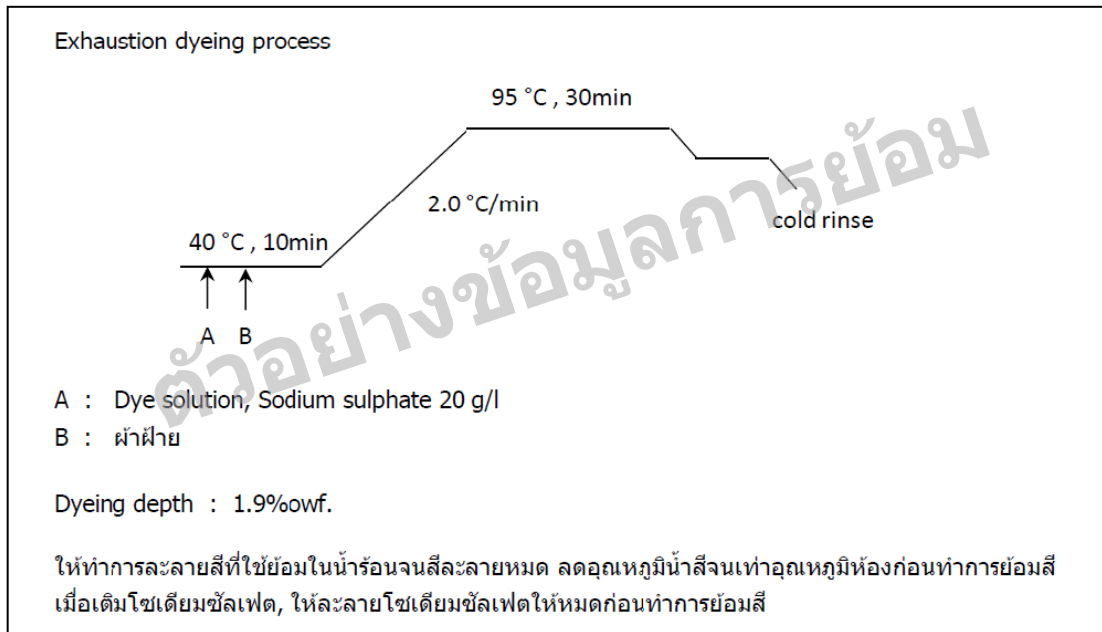 Exhaustion dyeing process
95 °C , 30min
2.0 °C/min
cold rinse
40 °C , 10min
A B
ตัวอย่างข้อมูลการย้อม
A : Dye solution, Sodium sulphate 20 g/l
B : ผ้าฝ้าย
Dyeing depth : 1.9%owf.
ให้ทำการละลายสีที่ใช้ย้อมในน้ำร้อนจนสีละลายหมด ลดอุณหภูมิน้ำสีจนเท่าอุณหภูมิห้องก่อนทำการย้อมสี
เมื่อเติมโซเดียมซัลเฟต, ให้ละลายโซเดียมซัลเฟตให้หมดก่อนทำการย้อมสี